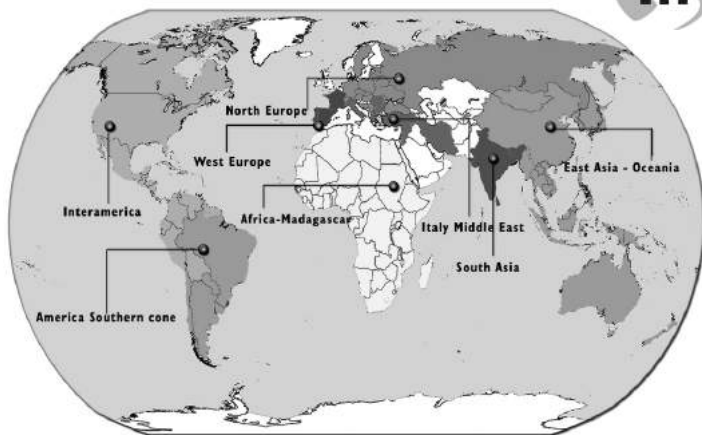 North Europe
West Europe
East Asia - Oceania
Interamerica
Africa-Madagascar
Italy Middle East
South Asia
America Southern cone